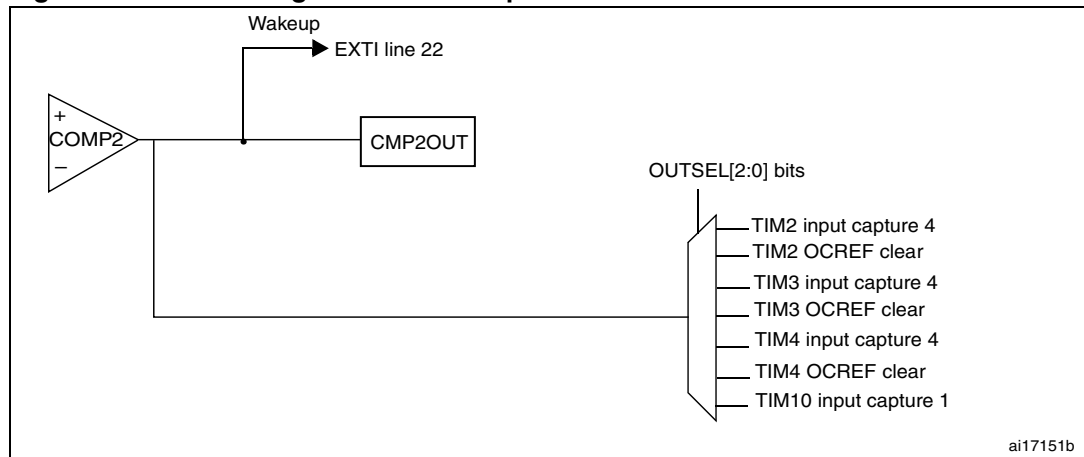 Wakeup
EXTI line 22
+
COMP2
–
CMP2OUT
OUTSEL[2:0] bits
TIM2 input capture 4
TIM2 OCREF clear
TIM3 input capture 4
TIM3 OCREF clear
TIM4 input capture 4
TIM4 OCREF clear
TIM10 input capture 1
ai17151b